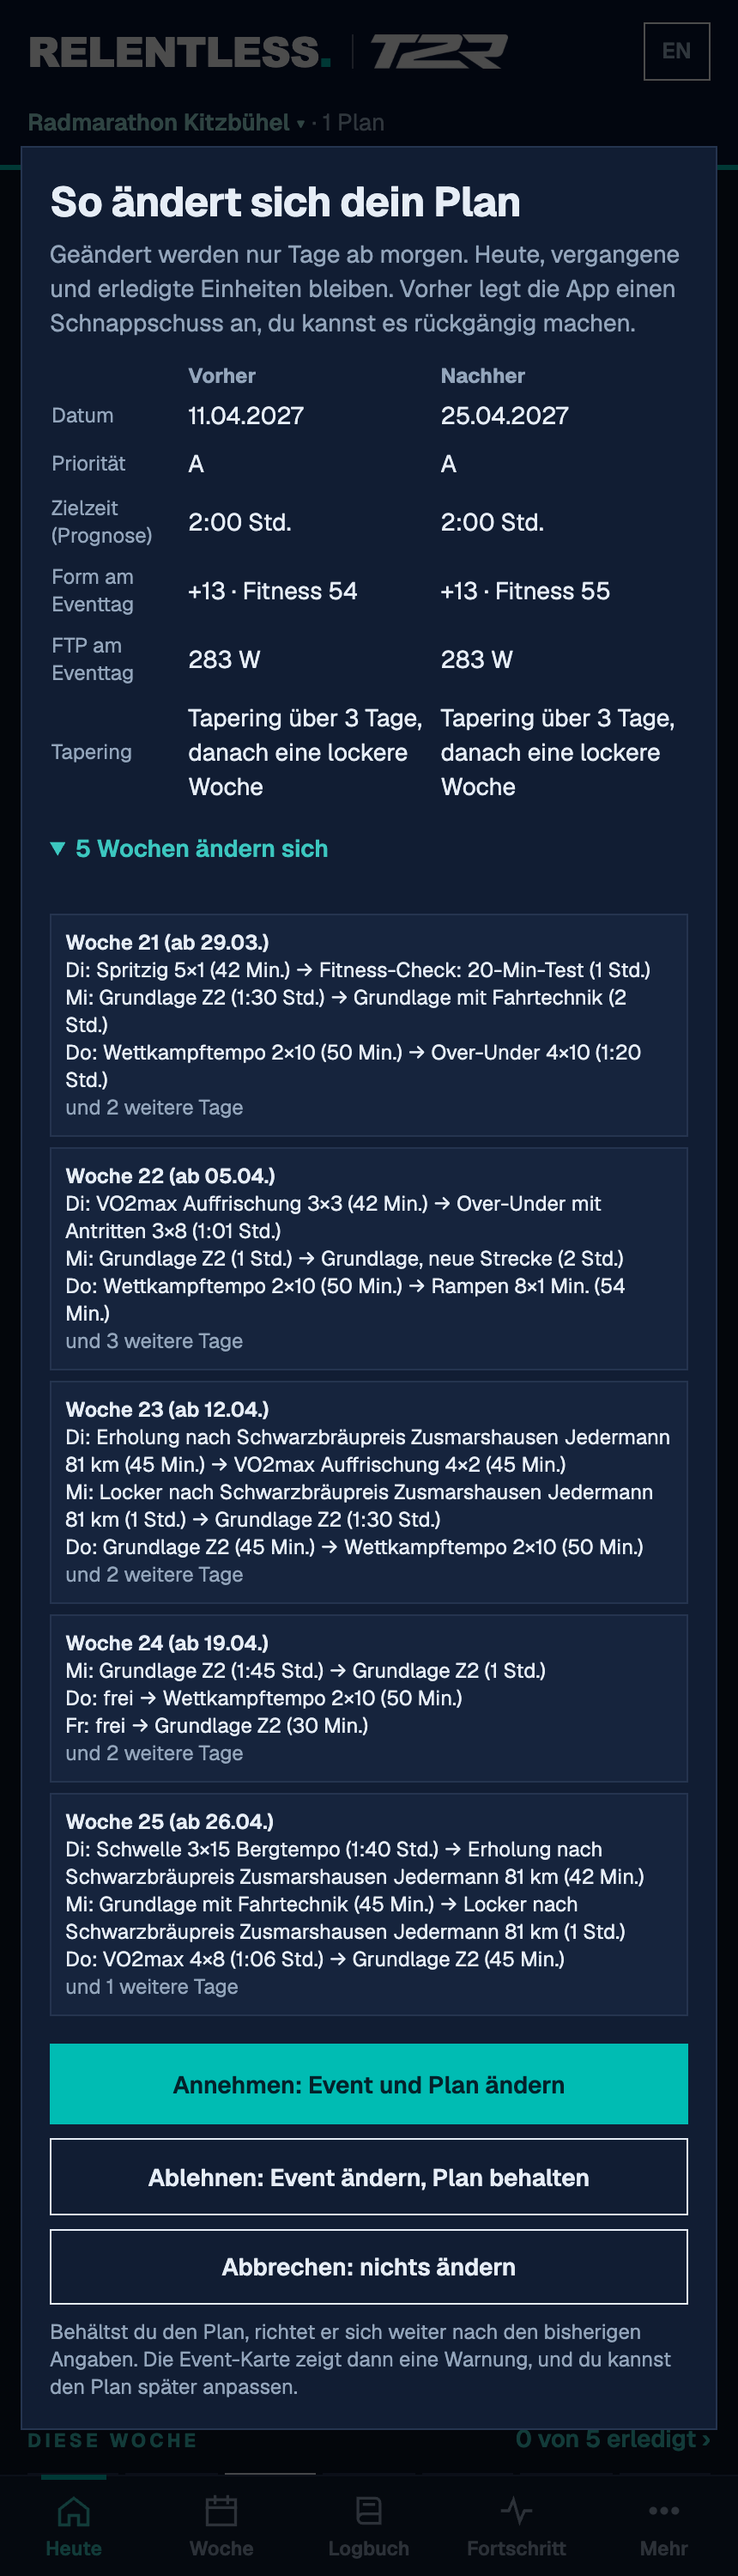 RELENTLESS. T2R EN
Radmarathon Kitzbühel ▾ · 1 Plan
So ändert sich dein Plan
Geändert werden nur Tage ab morgen. Heute, vergangene
und erledigte Einheiten bleiben. Vorher legt die App einen
Schnappschuss an, du kannst es rückgängig machen.
Vorher Nachher
Datum 11.04.2027 25.04.2027
Priorität A A
Zielzeit
(Prognose) 2:00 Std. 2:00 Std.
Form am
Eventtag +13 · Fitness 54 +13 · Fitness 55
FTP am
Eventtag 283 W 283 W
Tapering Tapering über 3 Tage,
danach eine lockere
Woche
Tapering über 3 Tage,
danach eine lockere
Woche
▼ 5 Wochen ändern sich
Woche 21 (ab 29.03.)
Di: Spritzig 5×1 (42 Min.) → Fitness-Check: 20-Min-Test (1 Std.)
Mi: Grundlage Z2 (1:30 Std.) → Grundlage mit Fahrtechnik (2
Std.)
Do: Wettkampftempo 2×10 (50 Min.) → Over-Under 4×10 (1:20
Std.)
und 2 weitere Tage
Woche 22 (ab 05.04.)
Di: VO2max Auffrischung 3×3 (42 Min.) → Over-Under mit
Antritten 3×8 (1:01 Std.)
Mi: Grundlage Z2 (1 Std.) → Grundlage, neue Strecke (2 Std.)
Do: Wettkampftempo 2×10 (50 Min.) → Rampen 8×1 Min. (54
Min.)
und 3 weitere Tage
Woche 23 (ab 12.04.)
Di: Erholung nach Schwarzbräupreis Zusmarshausen Jedermann
81 km (45 Min.) → VO2max Auffrischung 4×2 (45 Min.)
Mi: Locker nach Schwarzbräupreis Zusmarshausen Jedermann
81 km (1 Std.) → Grundlage Z2 (1:30 Std.)
Do: Grundlage Z2 (45 Min.) → Wettkampftempo 2×10 (50 Min.)
und 2 weitere Tage
Woche 24 (ab 19.04.)
Mi: Grundlage Z2 (1:45 Std.) → Grundlage Z2 (1 Std.)
Do: frei → Wettkampftempo 2×10 (50 Min.)
Fr: frei → Grundlage Z2 (30 Min.)
und 2 weitere Tage
Woche 25 (ab 26.04.)
Di: Schwelle 3×15 Bergtempo (1:40 Std.) → Erholung nach
Schwarzbräupreis Zusmarshausen Jedermann 81 km (42 Min.)
Mi: Grundlage mit Fahrtechnik (45 Min.) → Locker nach
Schwarzbräupreis Zusmarshausen Jedermann 81 km (1 Std.)
Do: VO2max 4×8 (1:06 Std.) → Grundlage Z2 (45 Min.)
und 1 weitere Tage
Annehmen: Event und Plan ändern
Ablehnen: Event ändern, Plan behalten
Abbrechen: nichts ändern
Behältst du den Plan, richtet er sich weiter nach den bisherigen
Angaben. Die Event-Karte zeigt dann eine Warnung, und du kannst
den Plan später anpassen.
DIESE WOCHE 0 von 5 erledigt ›
Heute Woche Logbuch Fortschritt Mehr